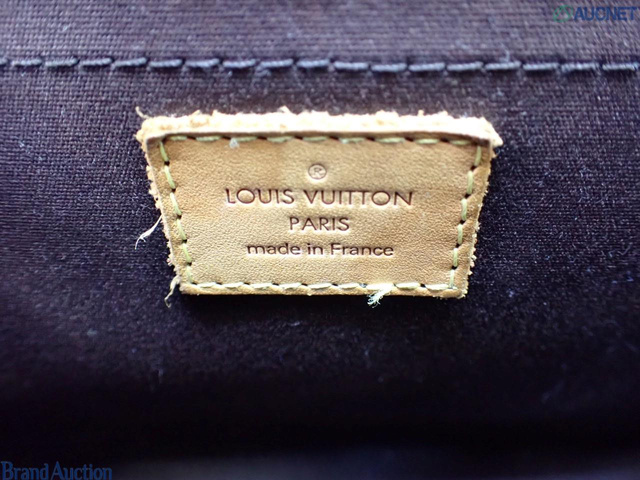 AUCNET
®
LOUIS VUITTON
PARIS
made in France
Brand Auction